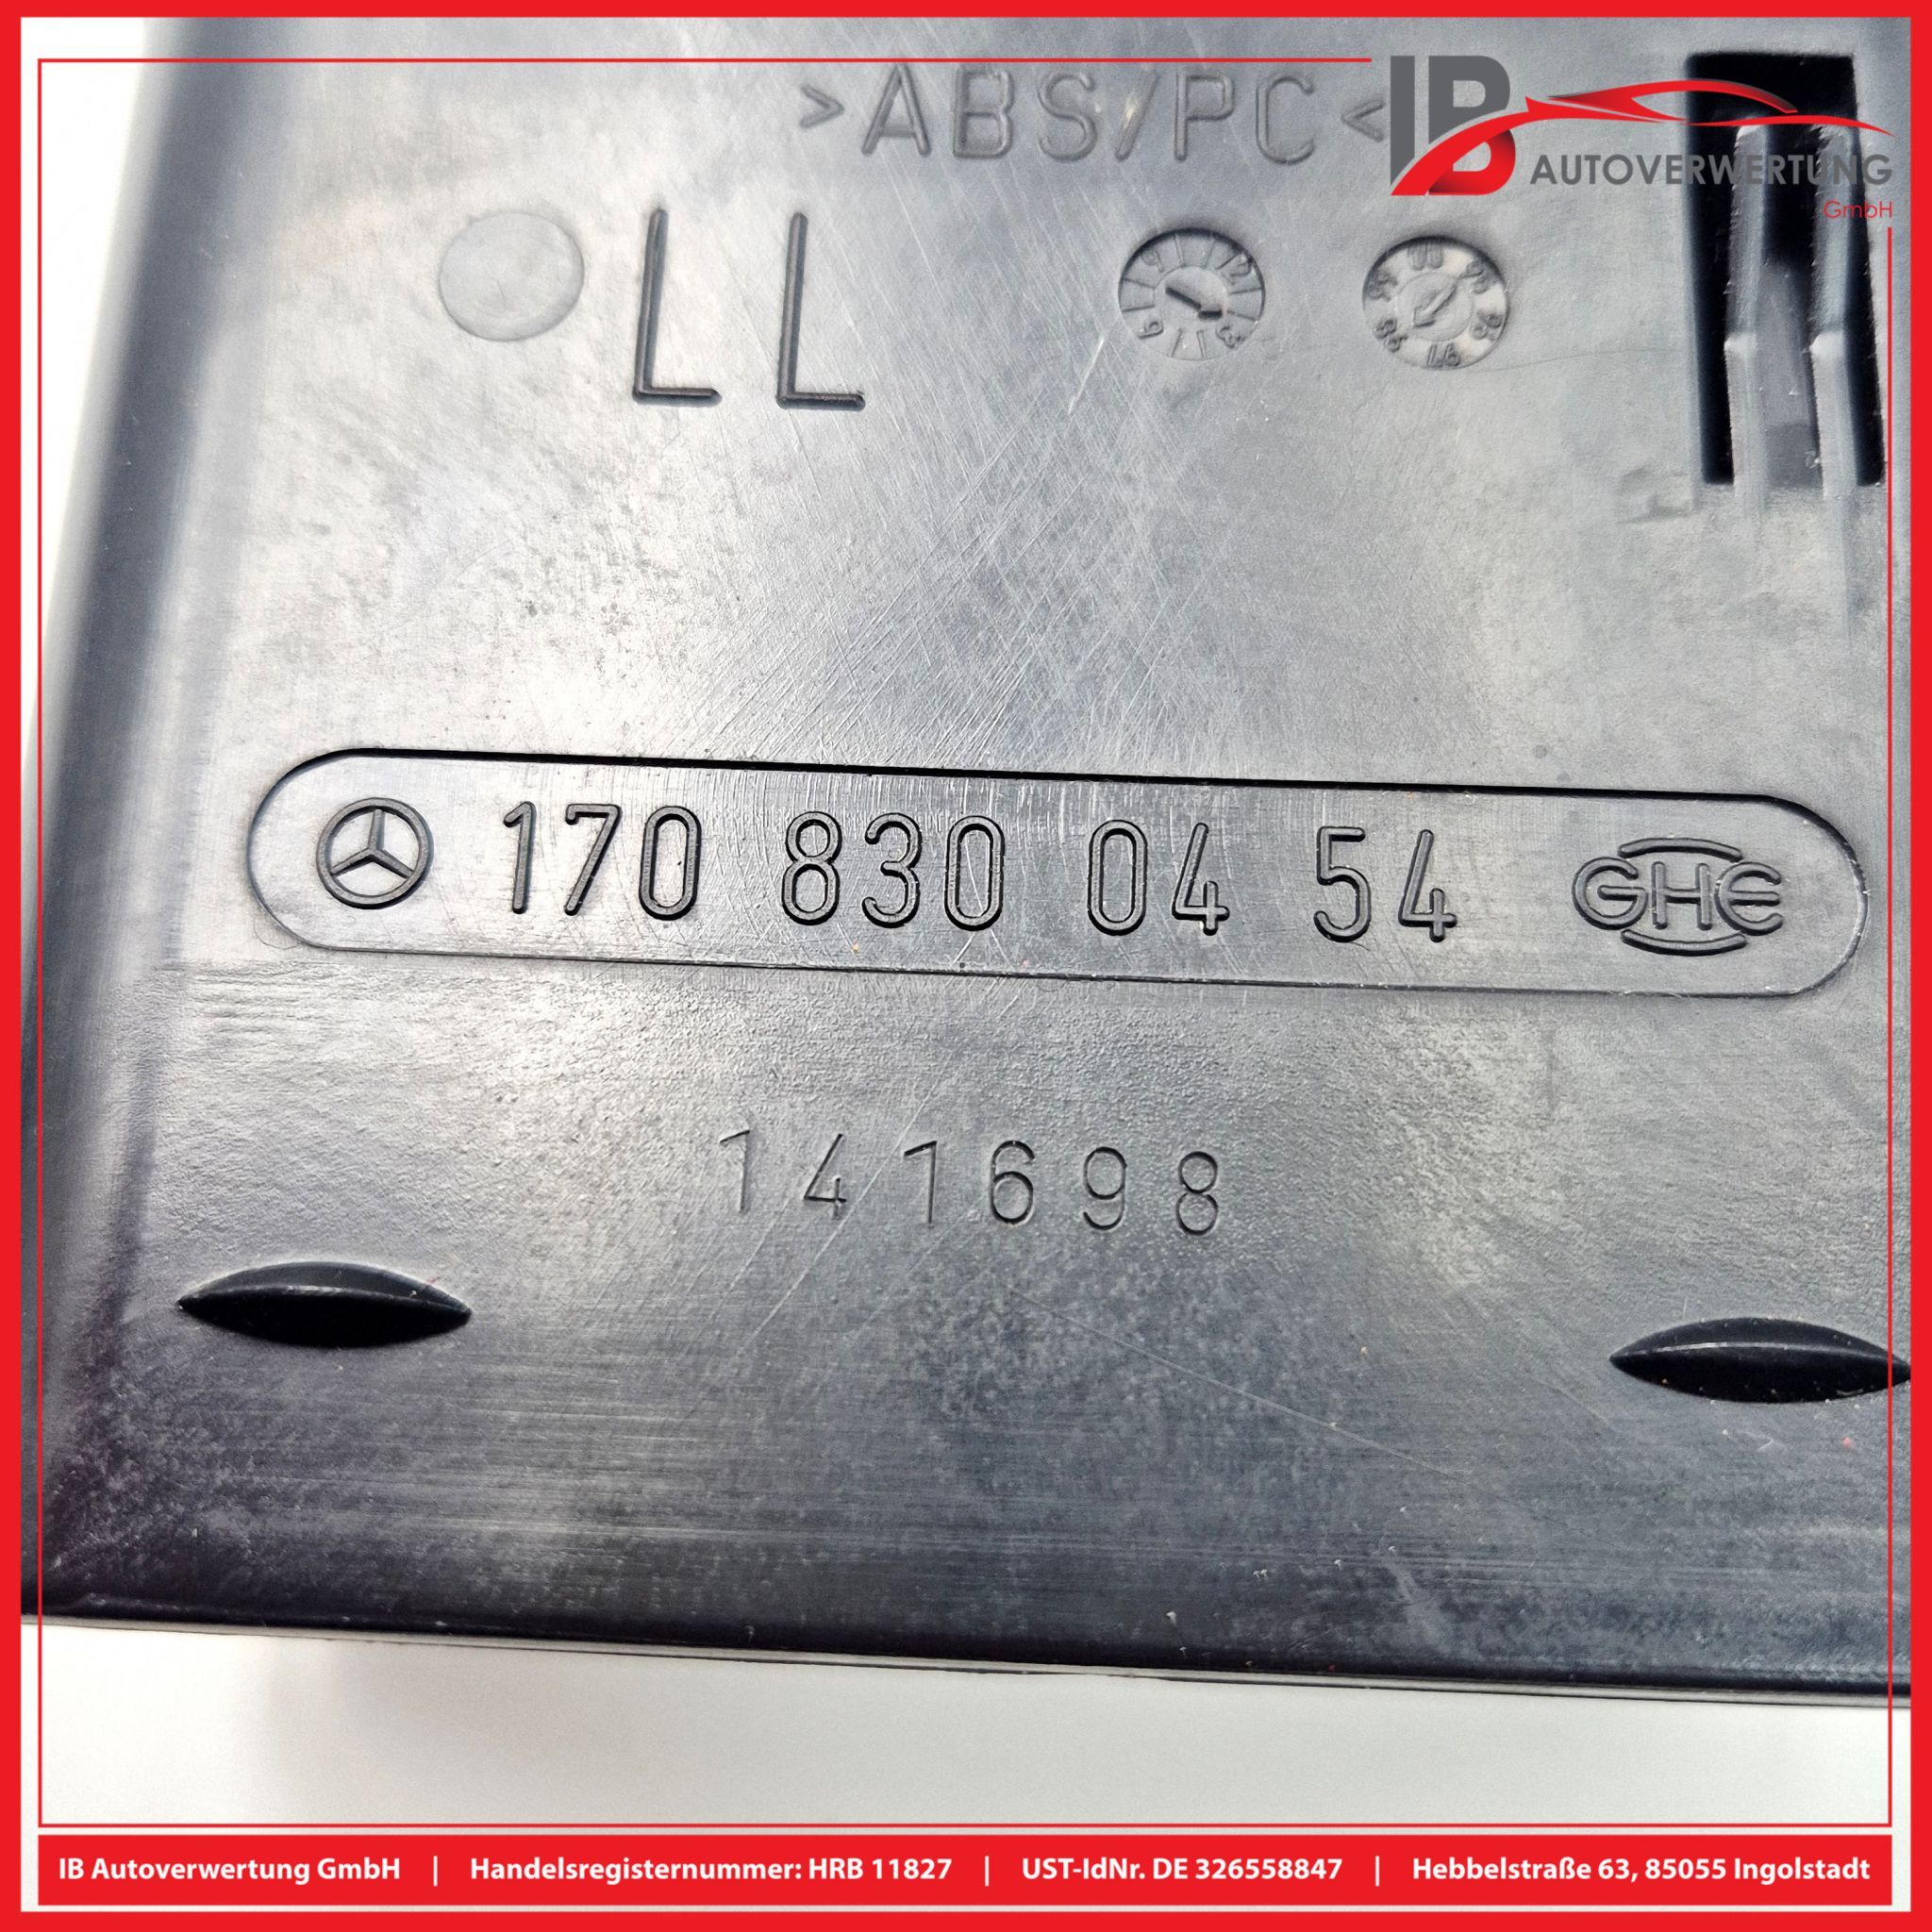 >ABS/PC<
IB AUTOVERWERTUNG
GmbH
LL
170 830 04 54 GHE
141698
IB Autoverwertung GmbH | Handelsregisternummer: HRB 11827 | UST-IdNr. DE 326558847 | Hebbelstraße 63, 85055 Ingolstadt